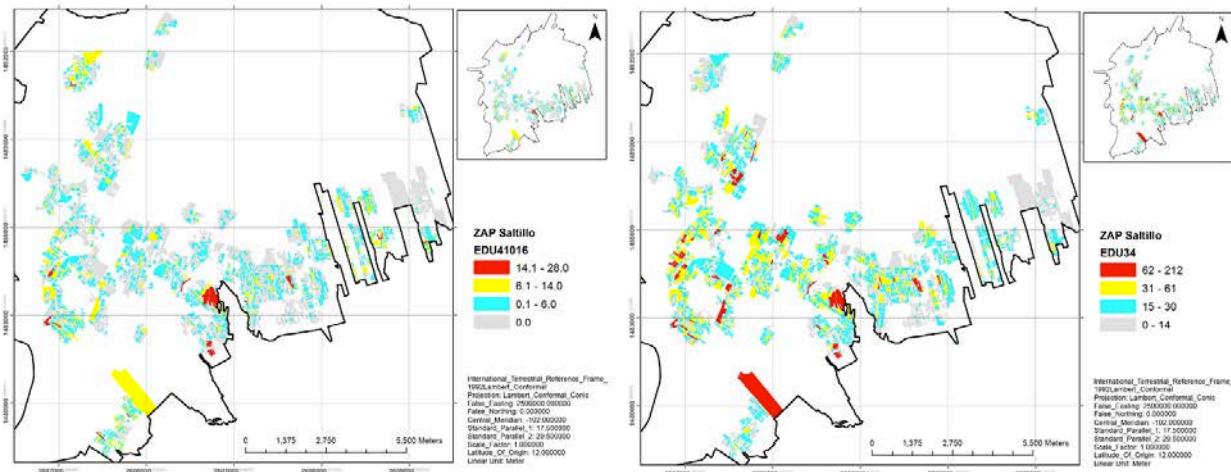 N
ZAP Saltillo
EDU41016
14.1 - 28.0
6.1 - 14.0
0.1 - 6.0
0.0
International_Terrestrial_Reference_Frame_
1992Lambert_Conformal
Projection: Lambert_Conformal_Conic
False_Easting: 2500000.000000
False_Northing: 0.000000
Central_Meridian: -102.000000
Standard_Parallel_1: 17.500000
Standard_Parallel_2: 29.500000
Scale_Factor: 1.000000
Latitude_Of_Origin: 12.000000
Linear Unit: Meter
0 1,375 2,750 5,500 Meters
N
ZAP Saltillo
EDU34
62 - 212
31 - 61
15 - 30
0 - 14
International_Terrestrial_Reference_Frame_
1992Lambert_Conformal
Projection: Lambert_Conformal_Conic
False_Easting: 2500000.000000
False_Northing: 0.000000
Central_Meridian: -102.000000
Standard_Parallel_1: 17.500000
Standard_Parallel_2: 29.500000
Scale_Factor: 1.000000
Latitude_Of_Origin: 12.000000
Linear Unit: Meter
0 1,375 2,750 5,500 Meters